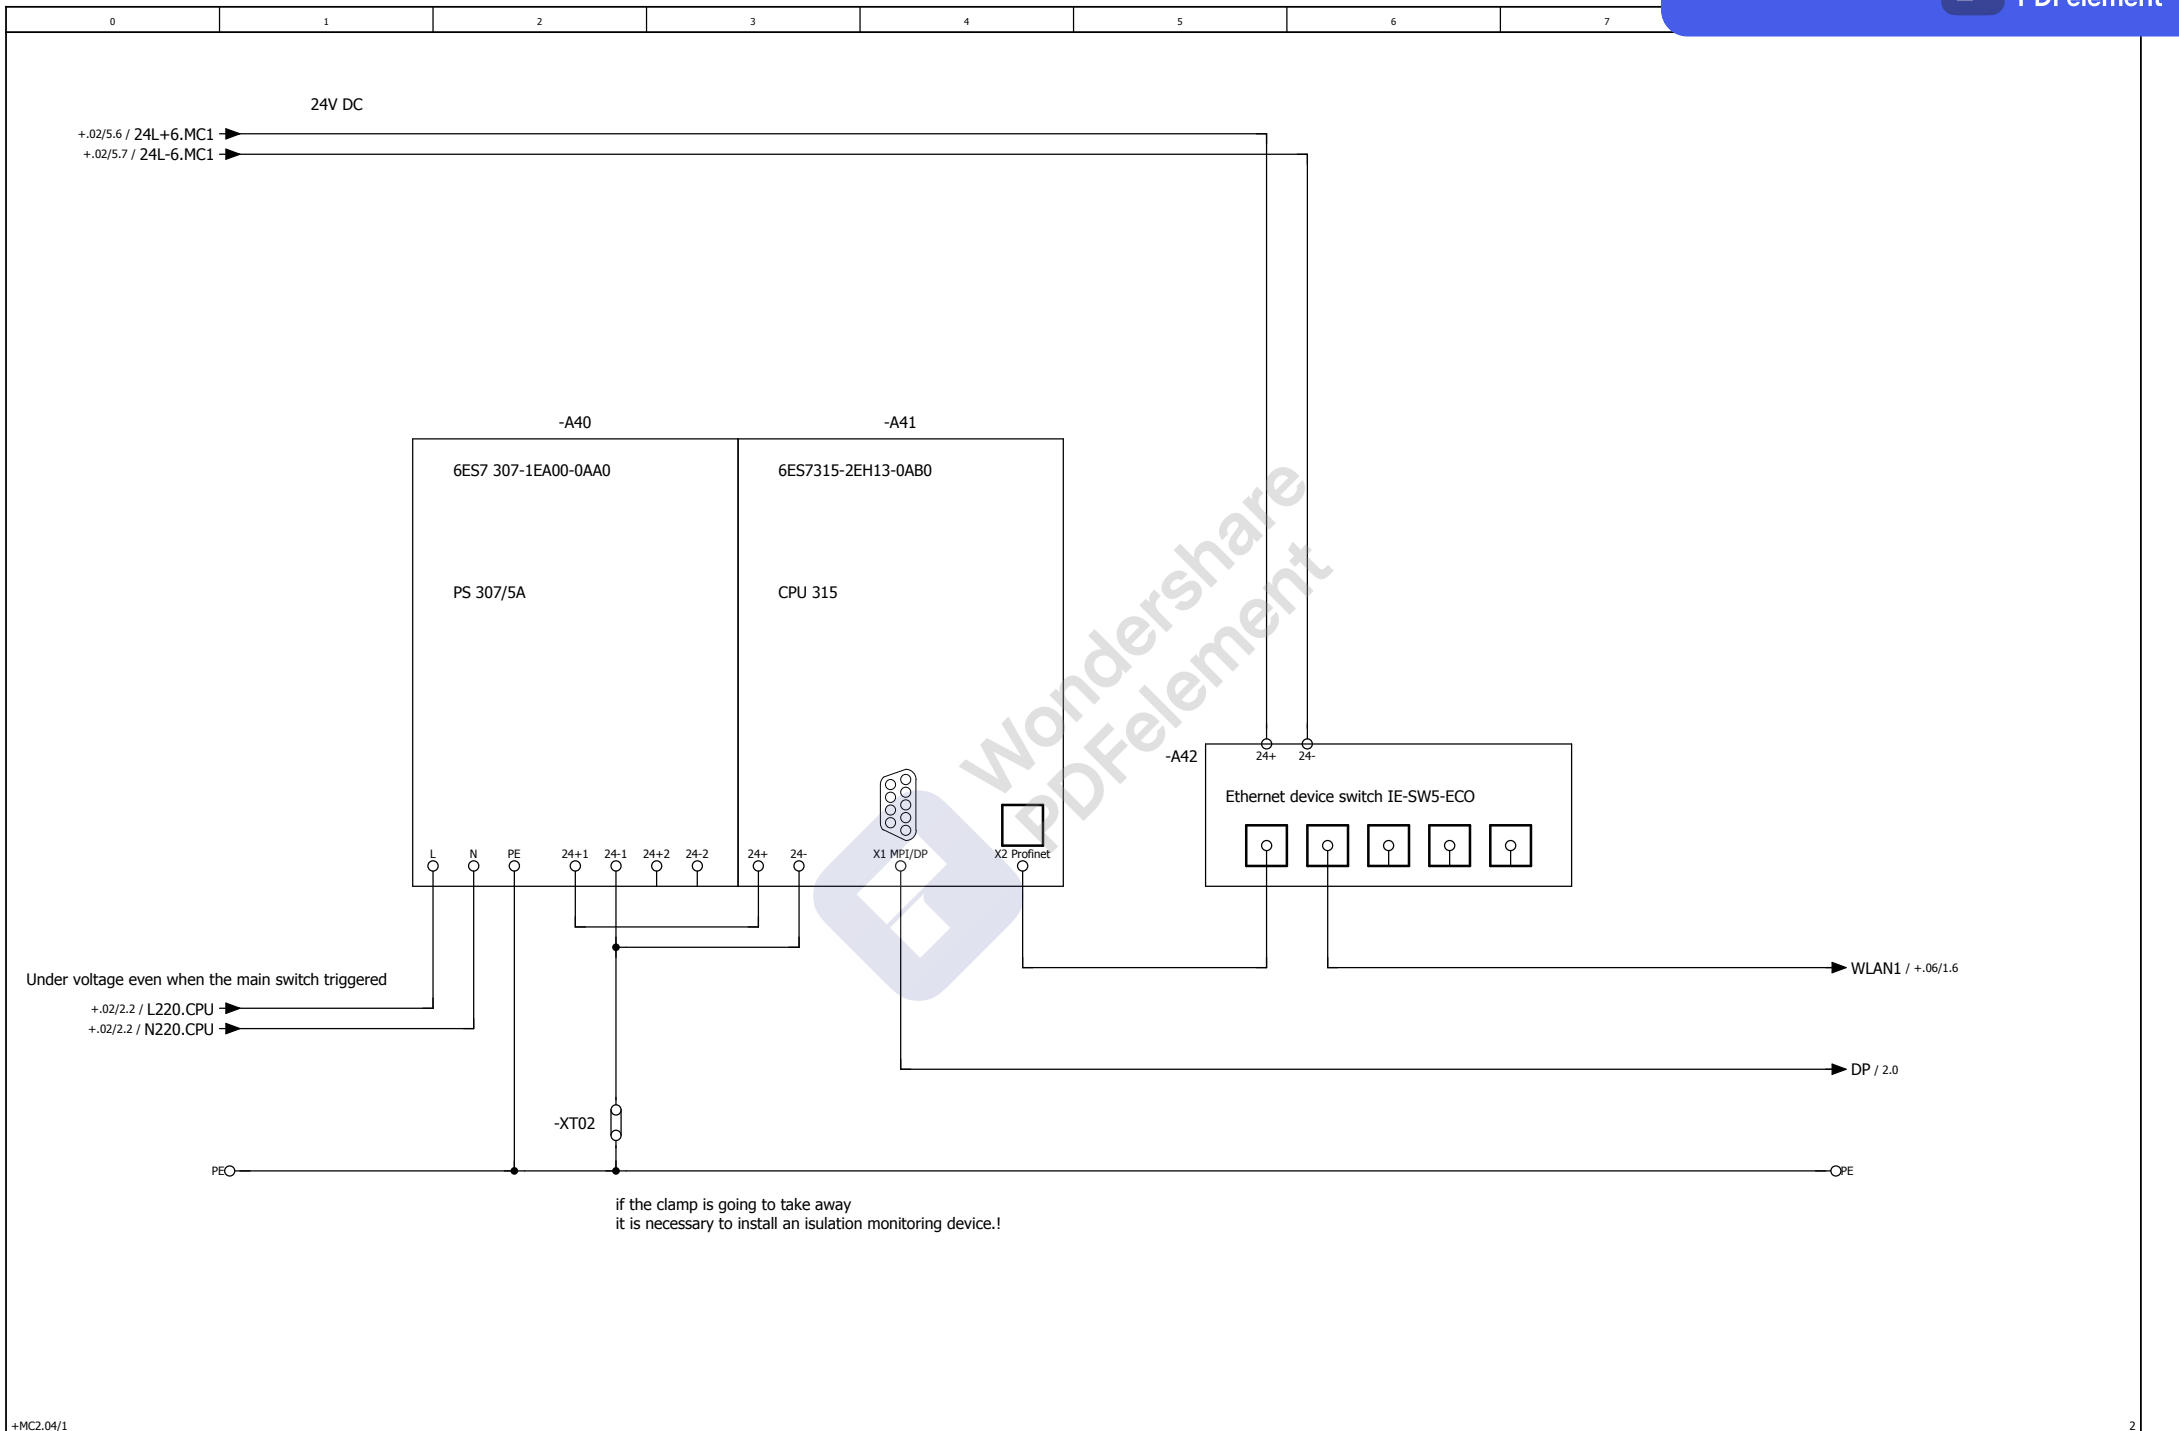 0 1 2 3 4 5 6 7
PDFelement
24V DC
+.02/5.6 / 24L+6.MC1
+.02/5.7 / 24L-6.MC1
-A40
-A41
6ES7 307-1EA00-0AA0
6ES7315-2EH13-0AB0
PS 307/5A
CPU 315
Wondershare
PDFelement
-A42
24+ 24-
Ethernet device switch IE-SW5-ECO
L N PE 24+1 24-1 24+2 24-2 24+ 24- X1 MPI/DP X2 Profinet
Under voltage even when the main switch triggered
+.02/2.2 / L220.CPU
+.02/2.2 / N220.CPU
WLAN1 / +.06/1.6
DP / 2.0
-XT02
PE
PE
if the clamp is going to take away
it is necessary to install an isulation monitoring device.!
+MC2.04/1
2